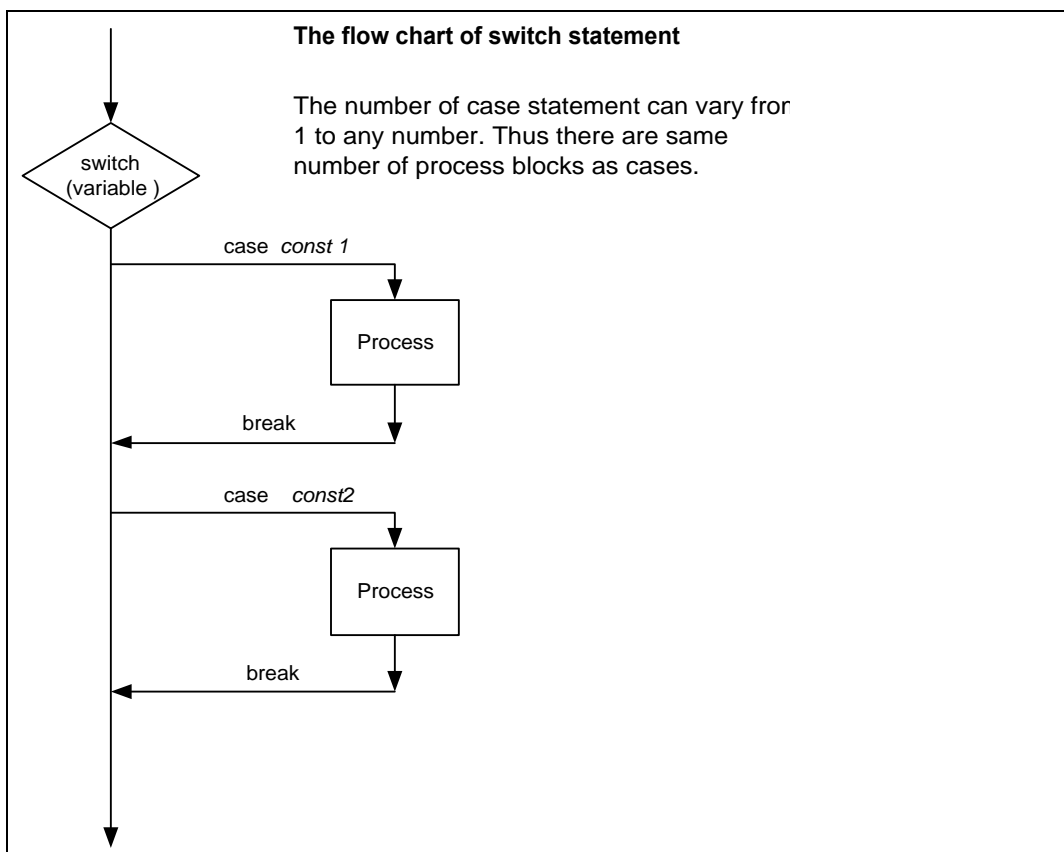 The flow chart of switch statement
The number of case statement can vary from
1 to any number. Thus there are same
number of process blocks as cases.
switch
(variable )
case const 1
Process
break
case const2
Process
break